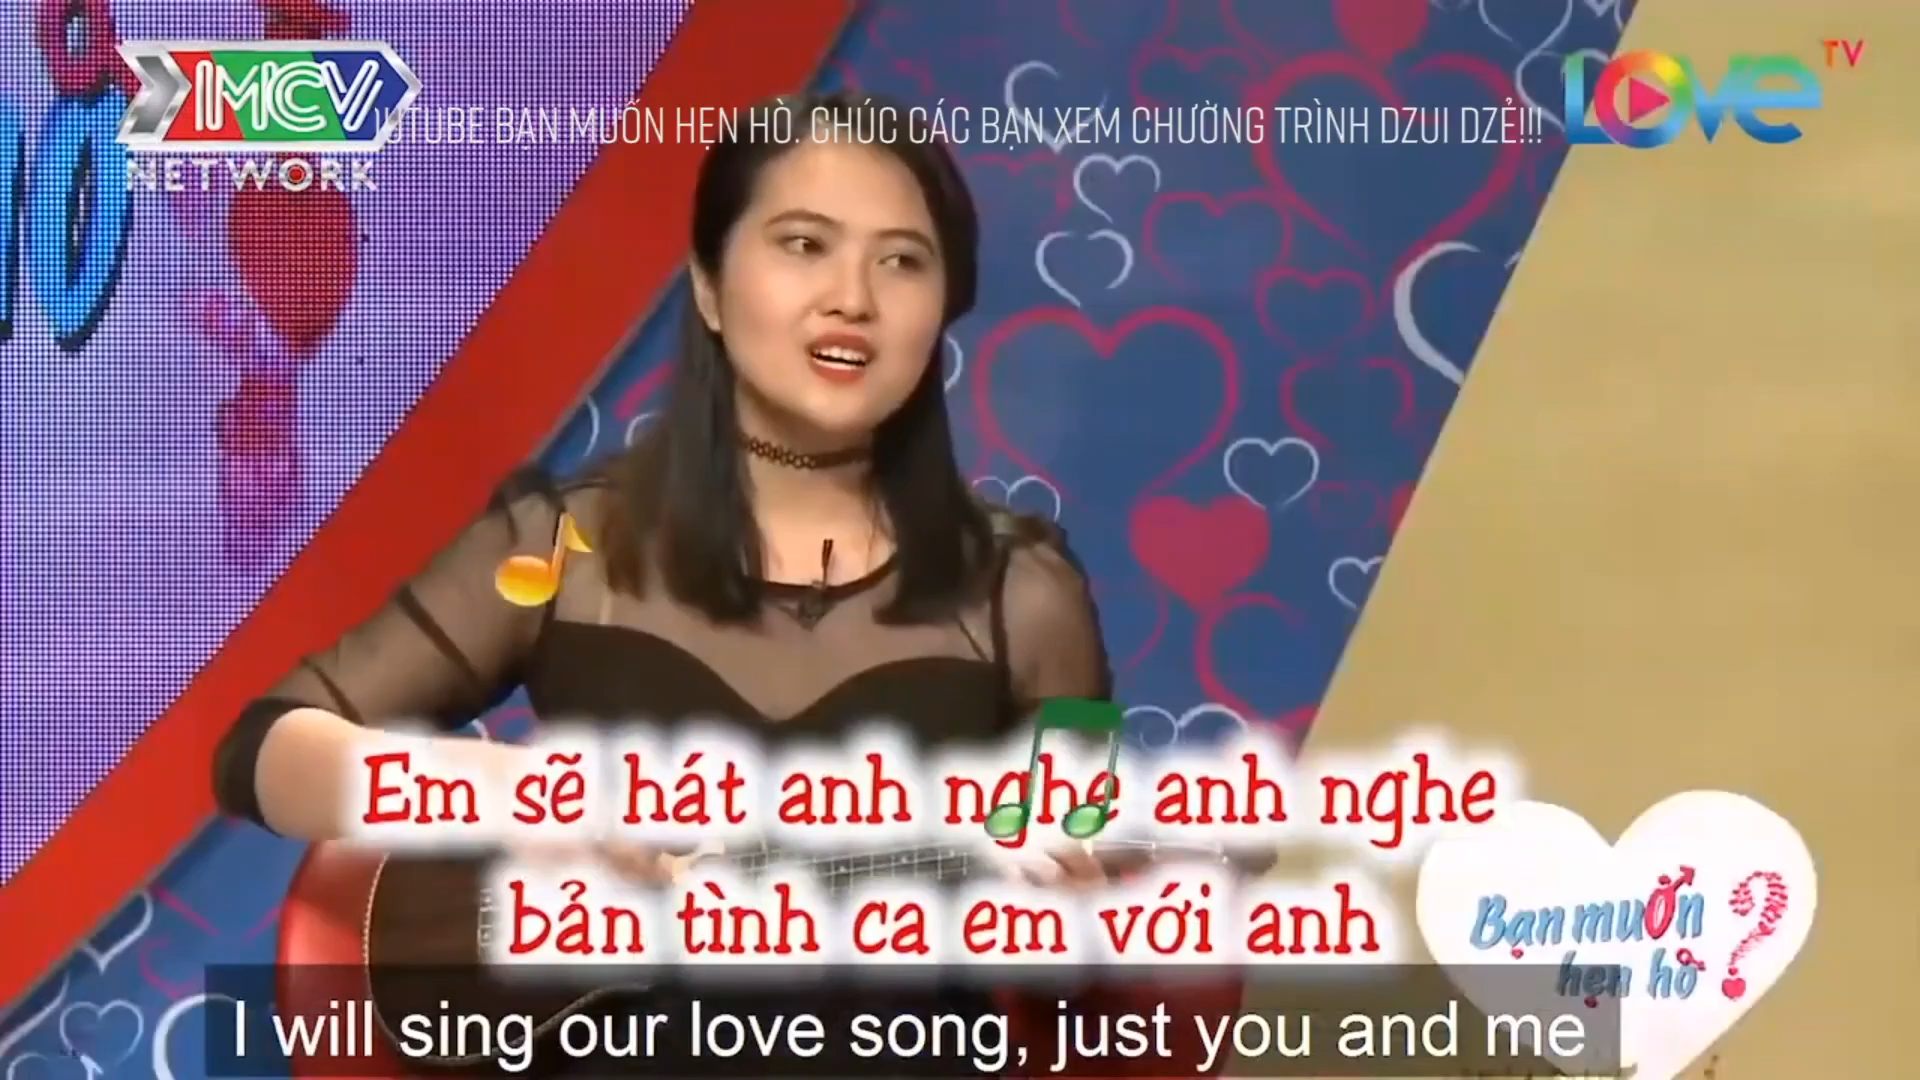 MCV
NETWORK
UTUBE BẠN MUỐN HẸN HÒ. CHÚC CÁC BẠN XEM CHƯỜNG TRÌNH DZUI DZẺ!!!
LOVE TV
Em sẽ hát anh nghe anh nghe
bản tình ca em với anh
Bạn muốn
hẹn hò ?
I will sing our love song, just you and me